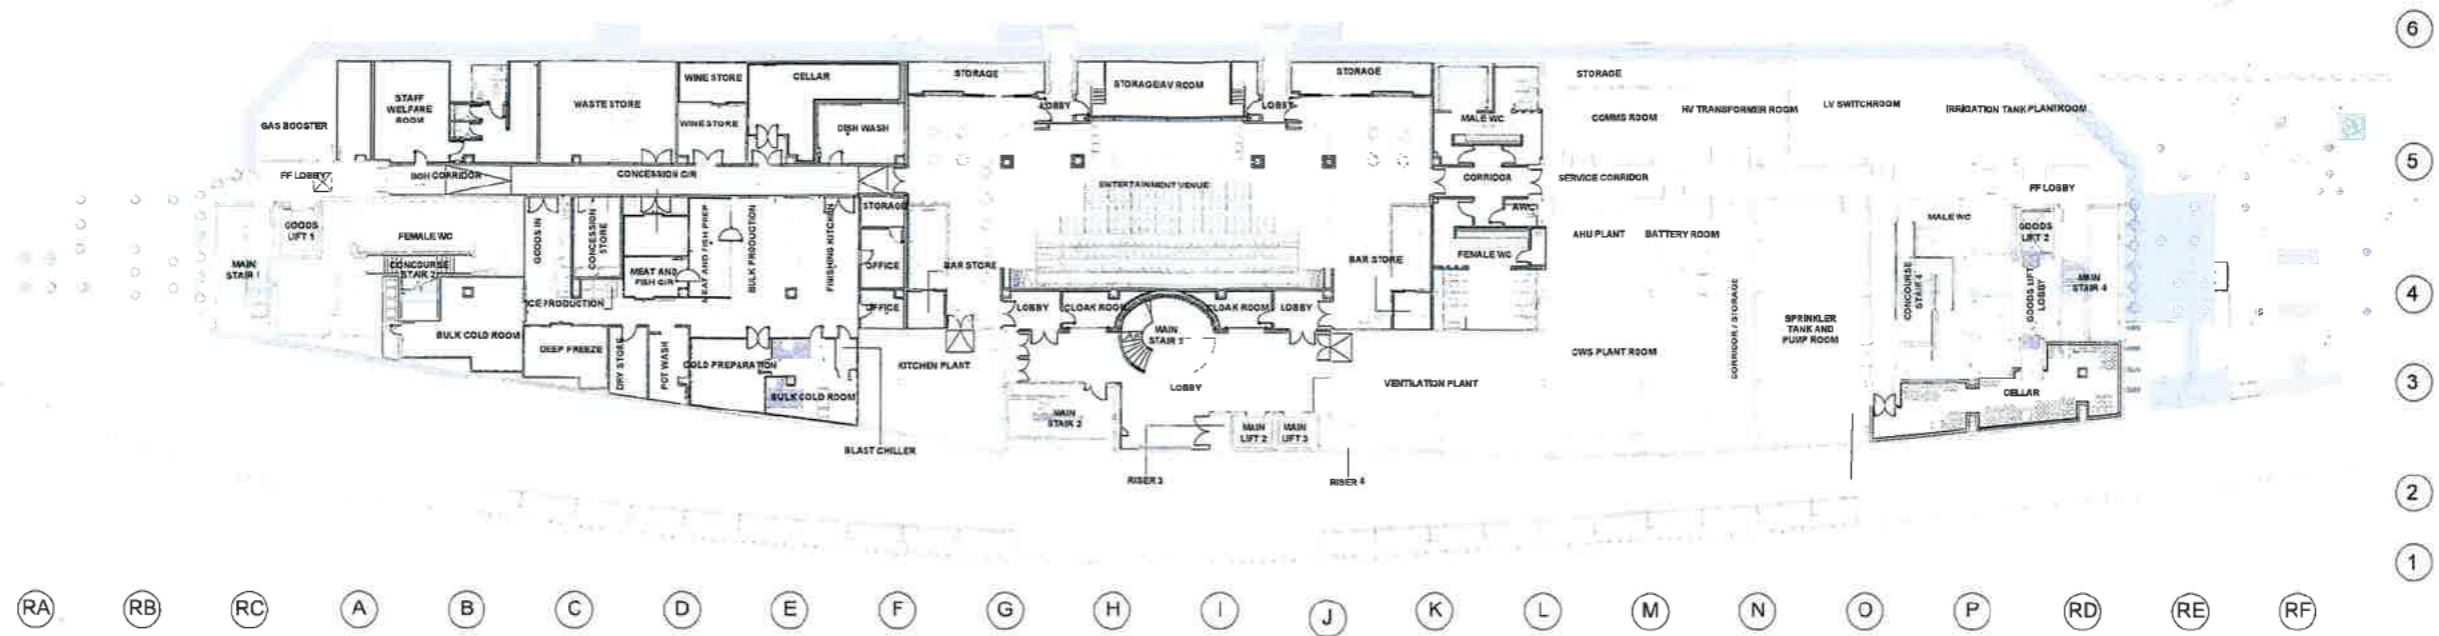 6
WINE STORE
CELLAR
STORAGE
STORAGE/AV ROOM
STORAGE
STORAGE
STAFF
WELFARE
ROOM
WASTE STORE
LOBBY
LOBBY
GAS BOOSTER
WINE STORE
DISH WASH
MALE WC
COMMS ROOM
HV TRANSFORMER ROOM
LV SWITCHROOM
IRRIGATION TANK PLANTROOM
5
FF LOBBY
BOH CORRIDOR
CONCESSION C/R
ENTERTAINMENT VENUE
CORRIDOR
SERVICE CORRIDOR
FF LOBBY
STORAGE
AWC
MALE WC
GOODS
LIFT 1
FEMALE WC
GOODS IN
CONCESSION
STORE
MEAT AND FISH PREP
BULK PRODUCTION
FINISHING KITCHEN
AHU PLANT
BATTERY ROOM
GOODS
LIFT 2
MAIN
STAIR 1
CONCOURSE
STAIR 2
MEAT AND
FISH C/R
OFFICE
BAR STORE
BAR STORE
FEMALE WC
CONCOURSE
STAIR 4
GOODS LIFT
LOBBY
MAIN
STAIR 4
4
ICE PRODUCTION
OFFICE
LOBBY
CLOAK ROOM
CLOAK ROOM
LOBBY
MAIN
STAIR 3
CORRIDOR / STORAGE
SPRINKLER
TANK AND
PUMP ROOM
BULK COLD ROOM
DEEP FREEZE
DRY STORE
POT WASH
COLD PREPARATION
KITCHEN PLANT
CWS PLANT ROOM
3
BULK COLD ROOM
LOBBY
VENTILATION PLANT
CELLAR
MAIN
STAIR 2
MAIN
LIFT 2
MAIN
LIFT 3
BLAST CHILLER
RISER 3
RISER 4
2
1
RA
RB
RC
A
B
C
D
E
F
G
H
I
J
K
L
M
N
O
P
RD
RE
RF